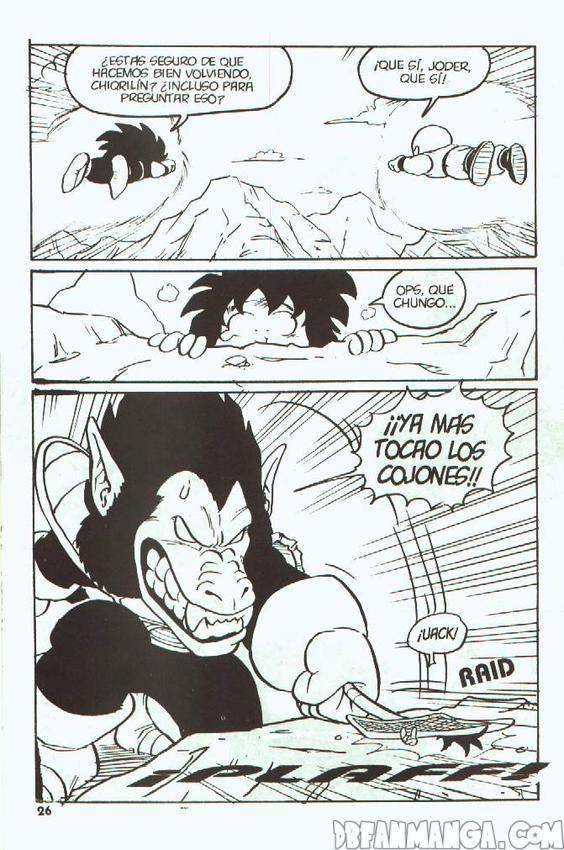 ¿ESTAS SEGURO DE QUE
HACEMOS BIEN VOLVIENDO,
CHIQRILÍN? ¿INCLUSO PARA
PREGUNTAR ESO?
¡QUE SÍ, JODER,
QUE SÍ!
OPS, QUE
CHUNGO...
¡¡YA MAS
TOCAO LOS
COJONES!!
¡UACK!
RAID
¡PLAFF!
26
DBFANMANGA.COM